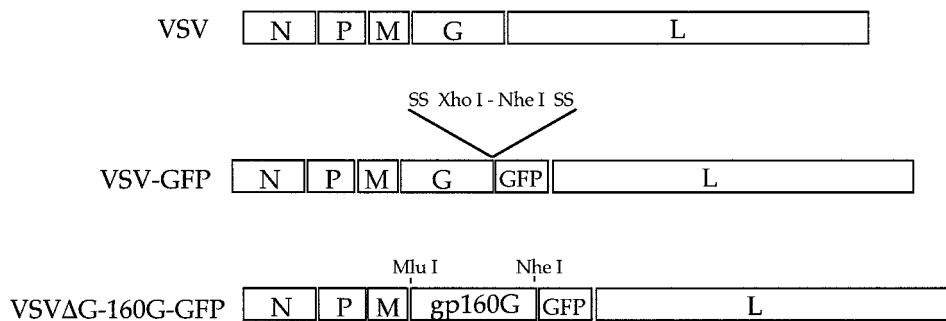 VSV N P M G L
SS Xho I - Nhe I SS
VSV-GFP N P M G GFP L
Mlu I Nhe I
VSVΔG-160G-GFP N P M gp160G GFP L